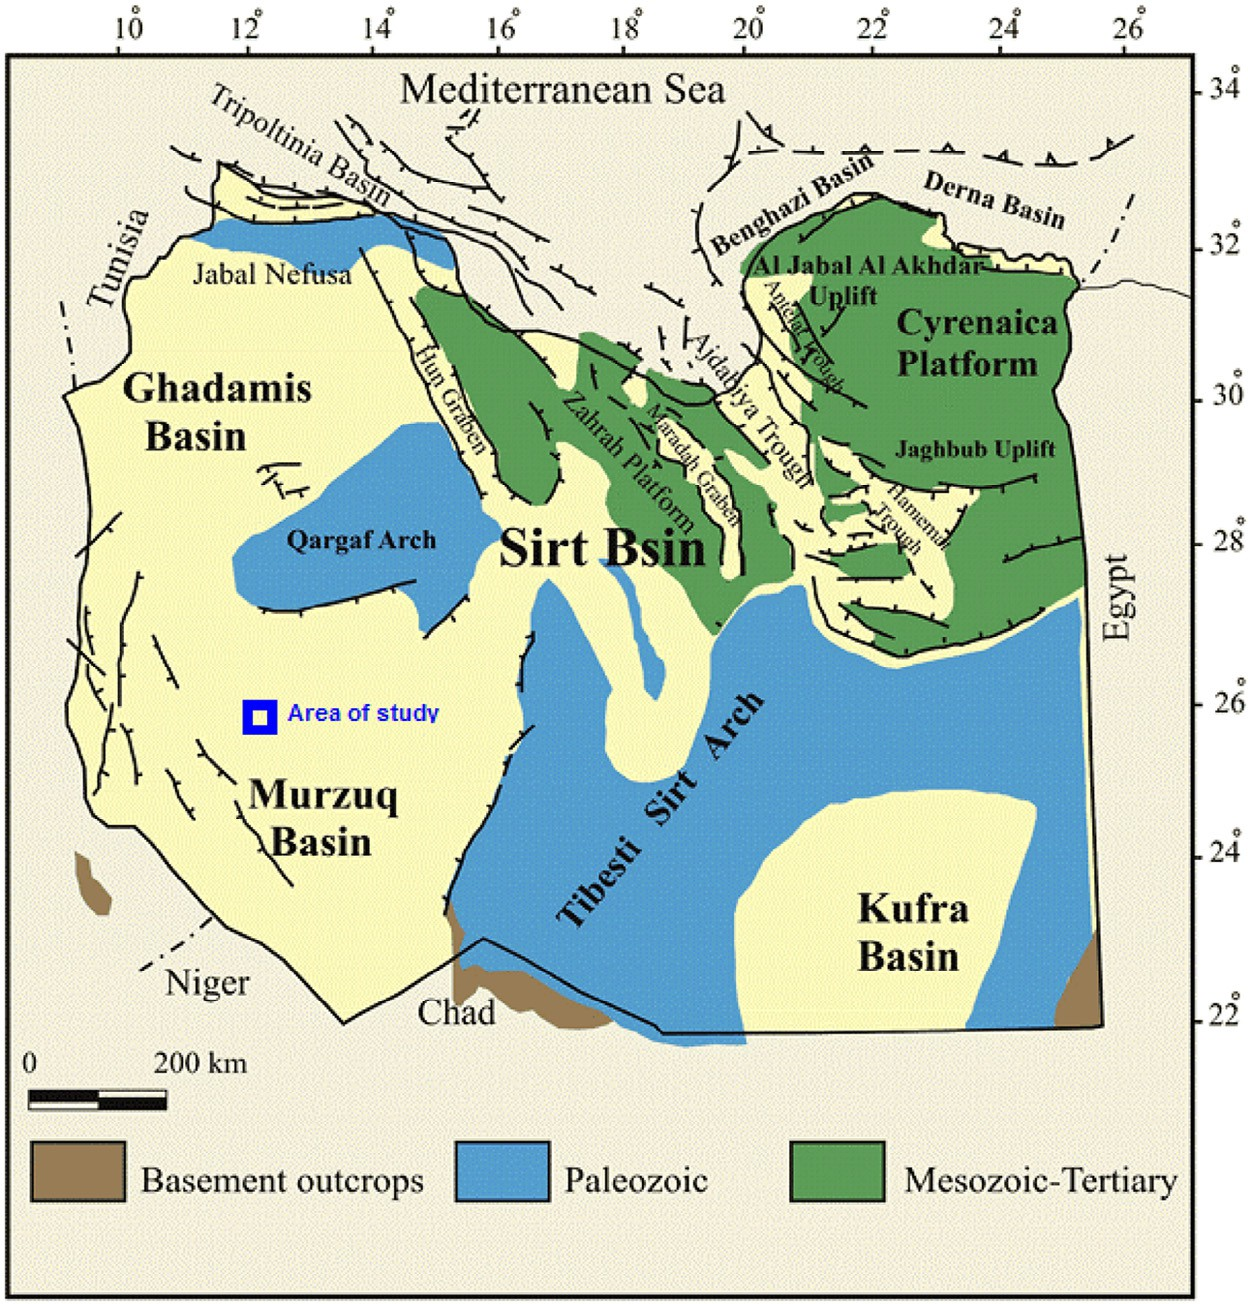 10° 12° 14° 16° 18° 20° 22° 24° 26°
34°
32°
30°
28°
26°
24°
22°
Mediterranean Sea
Tripoltinia Basin
Benghazi Basin
Derna Basin
Tunisia
Jabal Nefusa
Al Jabal Al Akhdar
Uplift
Cyrenaica
Platform
Ajdabiya Trough
Hun Graben
Ghadamis
Basin
Zahrah Platform
Maradah Graben
Jaghbub Uplift
Trough
Qargaf Arch
Sirt Bsin
Egypt
Area of study
Tibesti Sirt Arch
Murzuq
Basin
Kufra
Basin
Niger
Chad
0 200 km
Basement outcrops
Paleozoic
Mesozoic-Tertiary